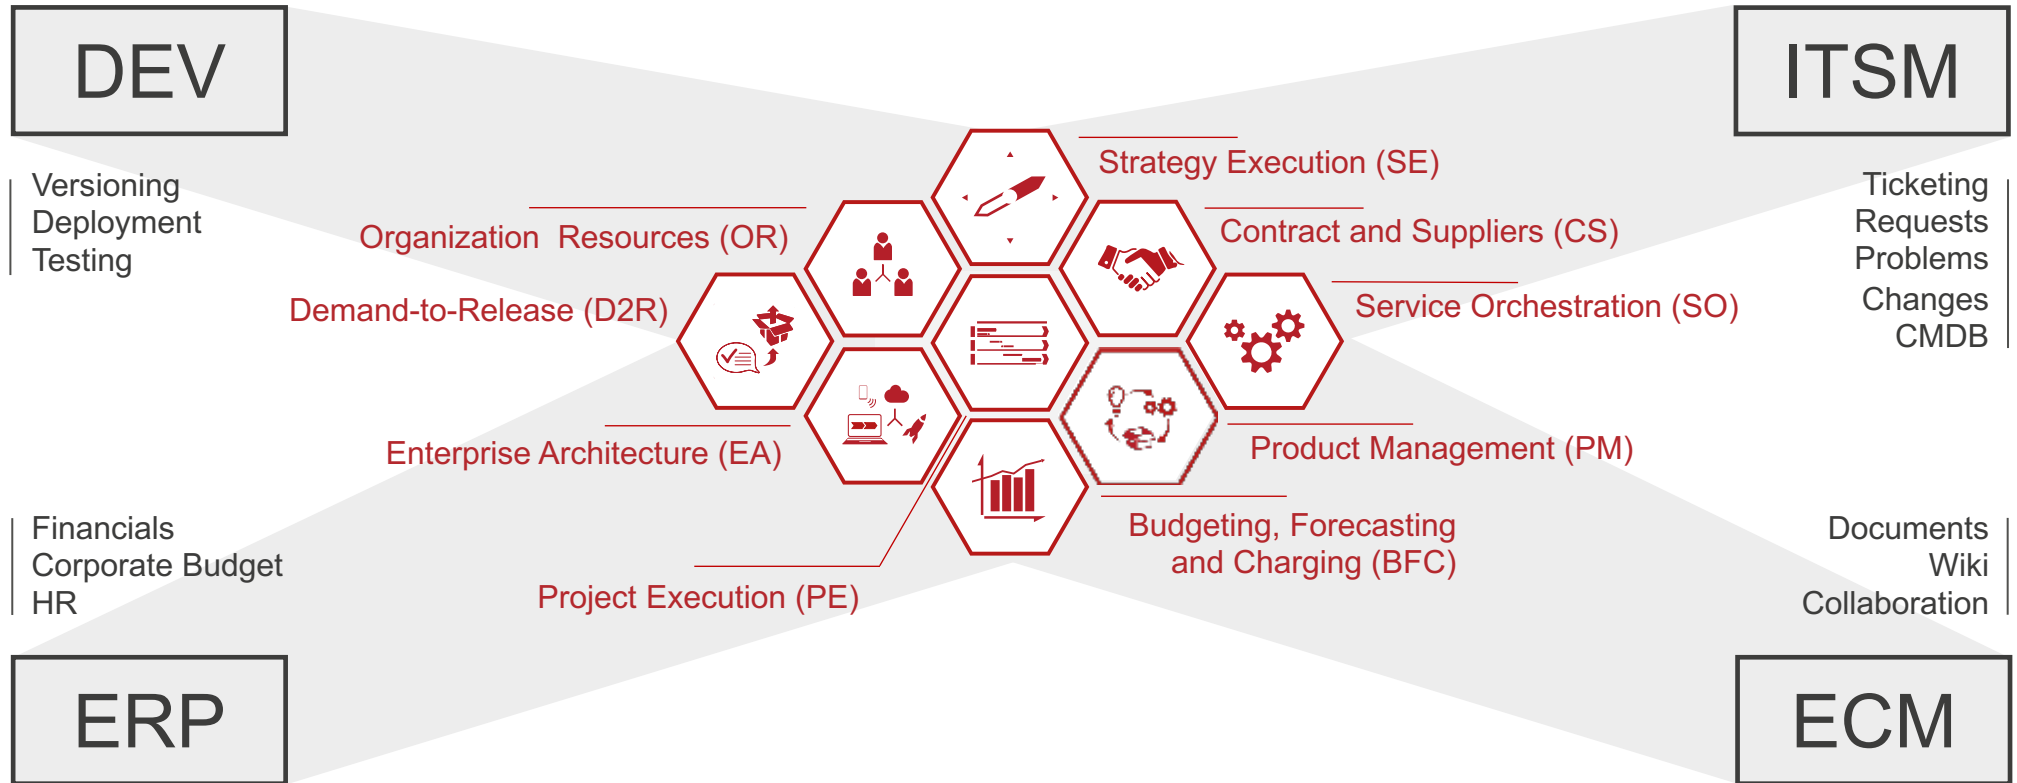 DEV
ITSM
Versioning
Deployment
Testing
Ticketing
Requests
Problems
Changes
CMDB
Strategy Execution (SE)
Organization  Resources (OR)
Contract and Suppliers (CS)
Demand-to-Release (D2R)
Service Orchestration (SO)
Enterprise Architecture (EA)
Product Management (PM)
Budgeting, Forecasting
and Charging (BFC)
Project Execution (PE)
Financials
Corporate Budget
HR
Documents
Wiki
Collaboration
ERP
ECM